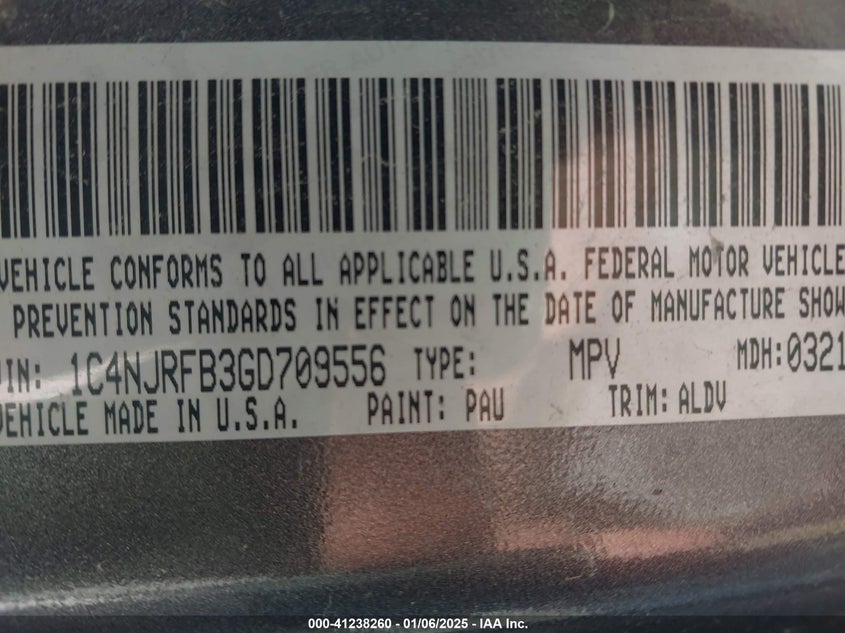 VEHICLE CONFORMS TO ALL APPLICABLE U.S.A. FEDERAL MOTOR VEHICLE
PREVENTION STANDARDS IN EFFECT ON THE DATE OF MANUFACTURE SHOW
VIN: 1C4NJRFB3GD709556 TYPE: MPV MDH:0321
VEHICLE MADE IN U.S.A. PAINT: PAU TRIM: ALDV
000-41238260 - 01/06/2025 - IAA Inc.